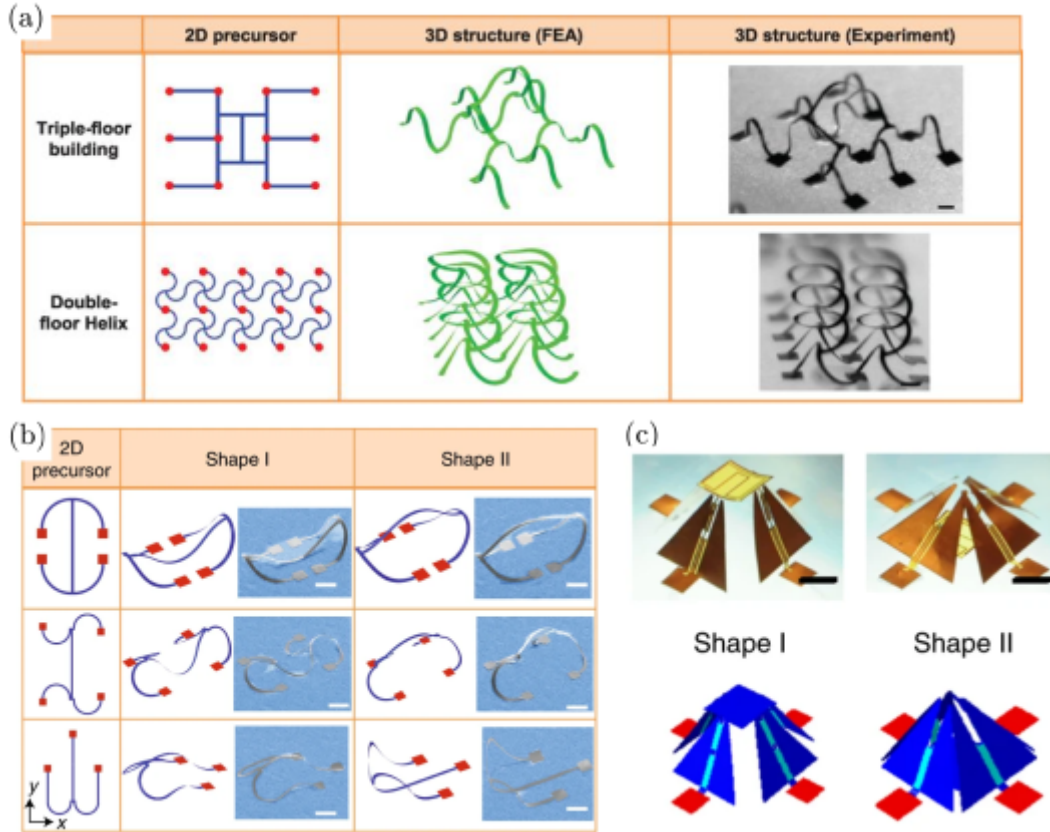 (a)
2D precursor
3D structure (FEA)
3D structure (Experiment)
Triple-floor
building
Double-
floor Helix
(b)
2D
precursor
Shape I
Shape II
y
x
(c)
Shape I
Shape II